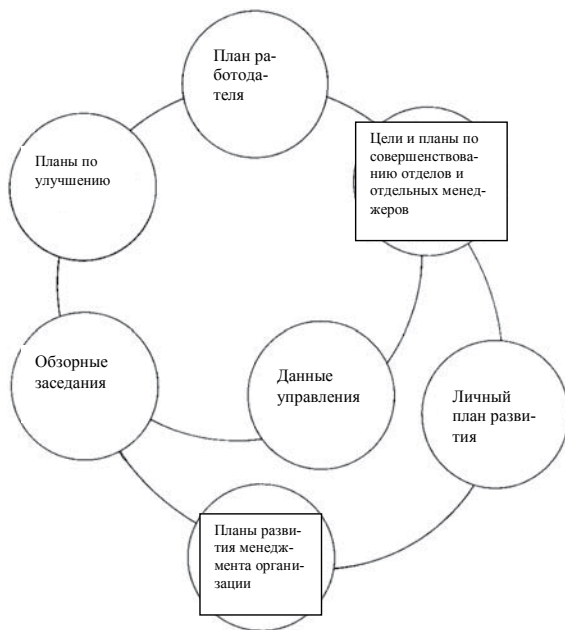 План ра-
ботода-
теля
Цели и планы по
совершенствова-
нию отделов и
отдельных менед-
жеров
Планы по
улучшению
Обзорные
заседания
Данные
управления
Личный
план разви-
тия
Планы разви-
тия менедж-
мента органи-
зации